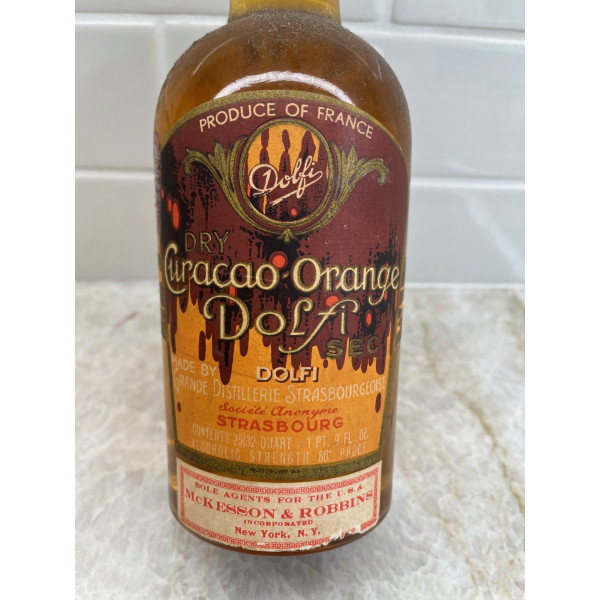 PRODUCE OF FRANCE
Dolfi
DRY
Curacao-Orange
Dolfi
SEC
DOLFI
MADE BY
GRANDE DISTILLERIE STRASBOURGEOISE
Société Anonyme
STRASBOURG
CONTENTS 25/32 QUART - 1 PT. 9 FL. OZ.
ALCOHOLIC STRENGTH 80° PROOF
SOLE AGENTS FOR THE U.S.A.
McKESSON & ROBBINS
INCORPORATED
New York, N.Y.